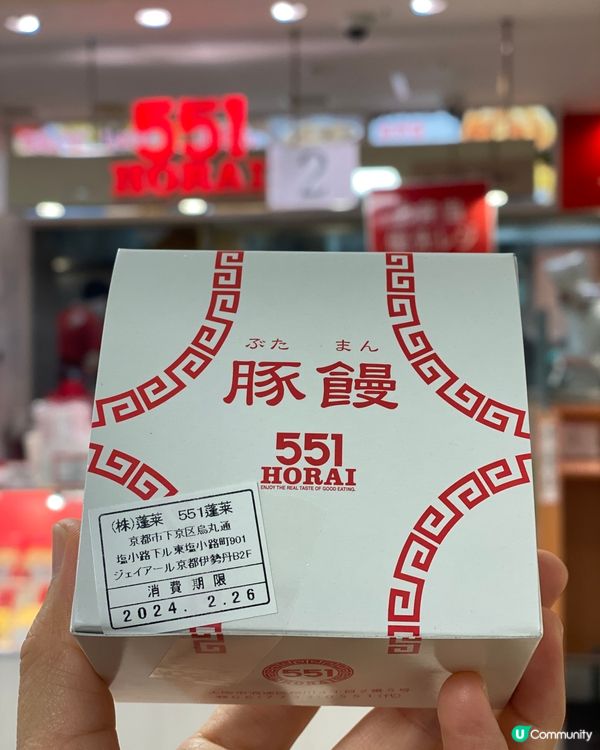 551
HORAI
2
ぶた まん
豚饅
551
HORAI
ENJOY THE REAL TASTE OF GOOD EATING.
(株)蓬莱 551蓬莱
京都市下京区烏丸通
塩小路下ル東塩小路町901
ジェイアール京都伊勢丹B2F
消費期限
2024. 2.26
551
HORAI
U Community